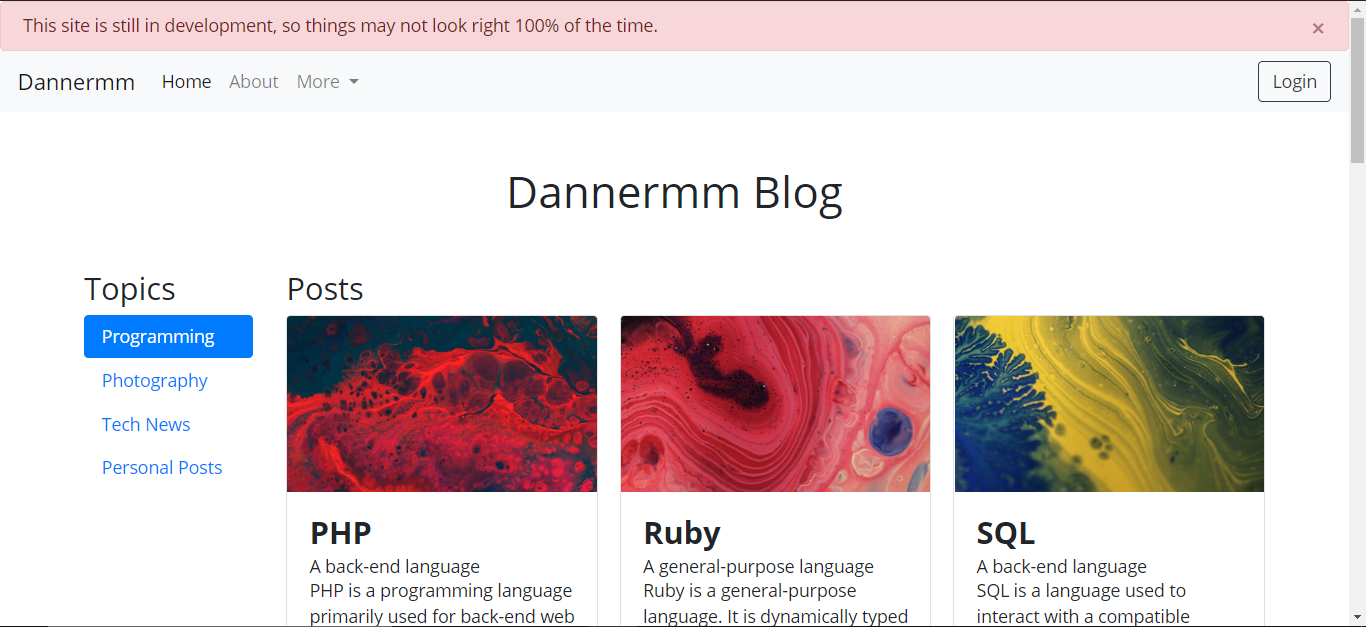 This site is still in development, so things may not look right 100% of the time.
×
Dannermm Home About More Login
Dannermm Blog
Topics
Programming
Photography
Tech News
Personal Posts
Posts
PHP
A back-end language
PHP is a programming language
primarily used for back-end web
Ruby
A general-purpose language
Ruby is a general-purpose
language. It is dynamically typed
SQL
A back-end language
SQL is a language used to
interact with a compatible